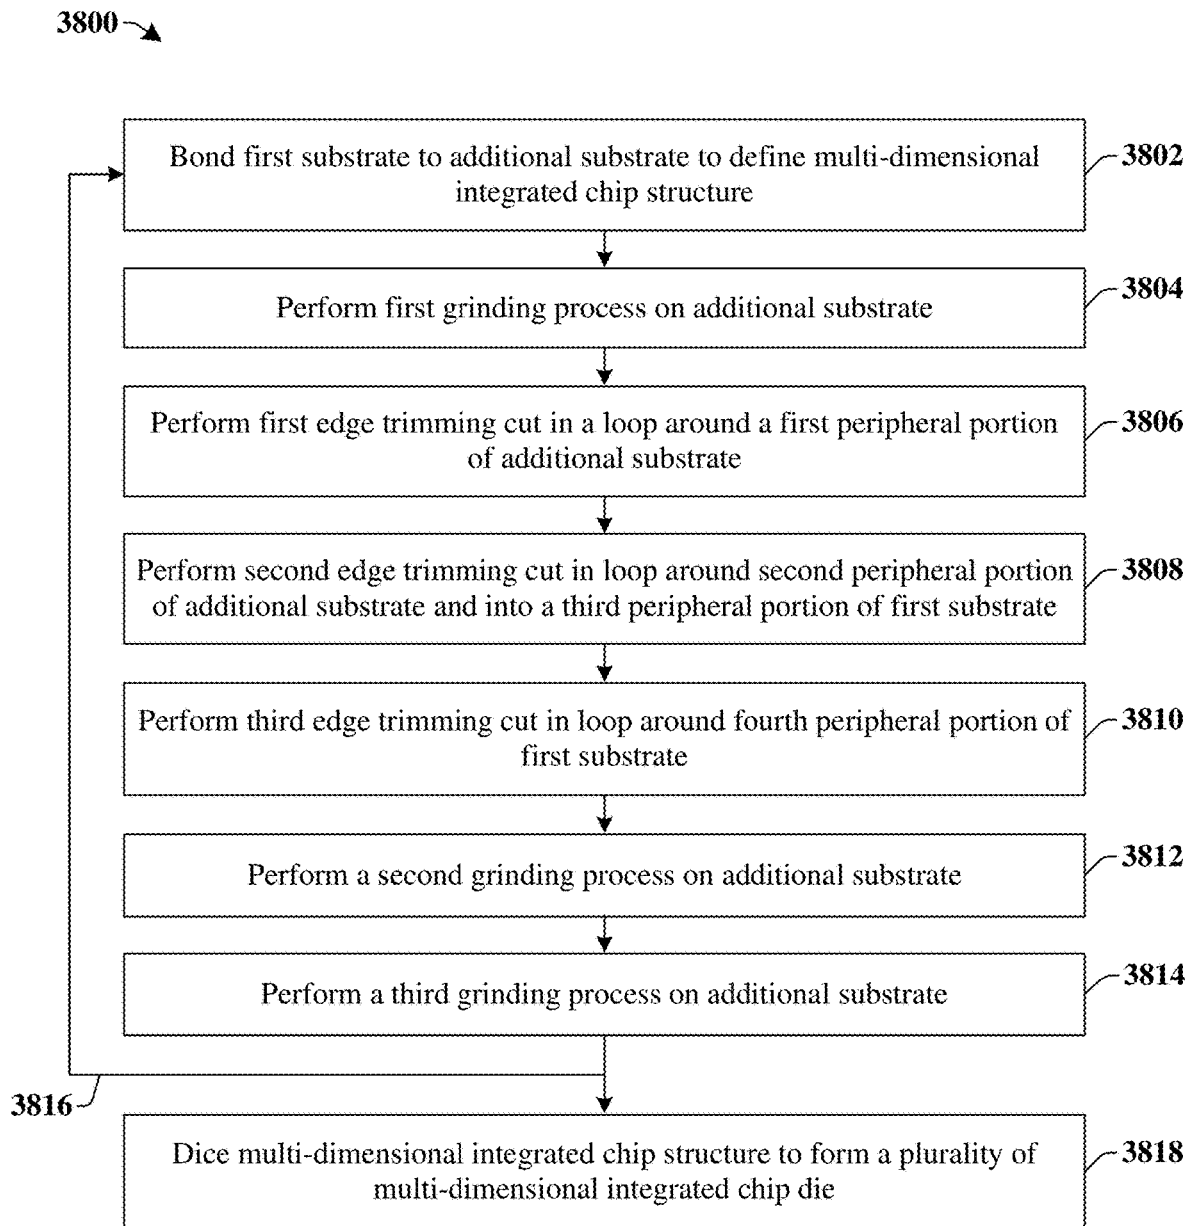 3800
Bond first substrate to additional substrate to define multi-dimensional
integrated chip structure
3802
Perform first grinding process on additional substrate
3804
Perform first edge trimming cut in a loop around a first peripheral portion
of additional substrate
3806
Perform second edge trimming cut in loop around second peripheral portion
of additional substrate and into a third peripheral portion of first substrate
3808
Perform third edge trimming cut in loop around fourth peripheral portion of
first substrate
3810
Perform a second grinding process on additional substrate
3812
Perform a third grinding process on additional substrate
3814
3816
Dice multi-dimensional integrated chip structure to form a plurality of
multi-dimensional integrated chip die
3818